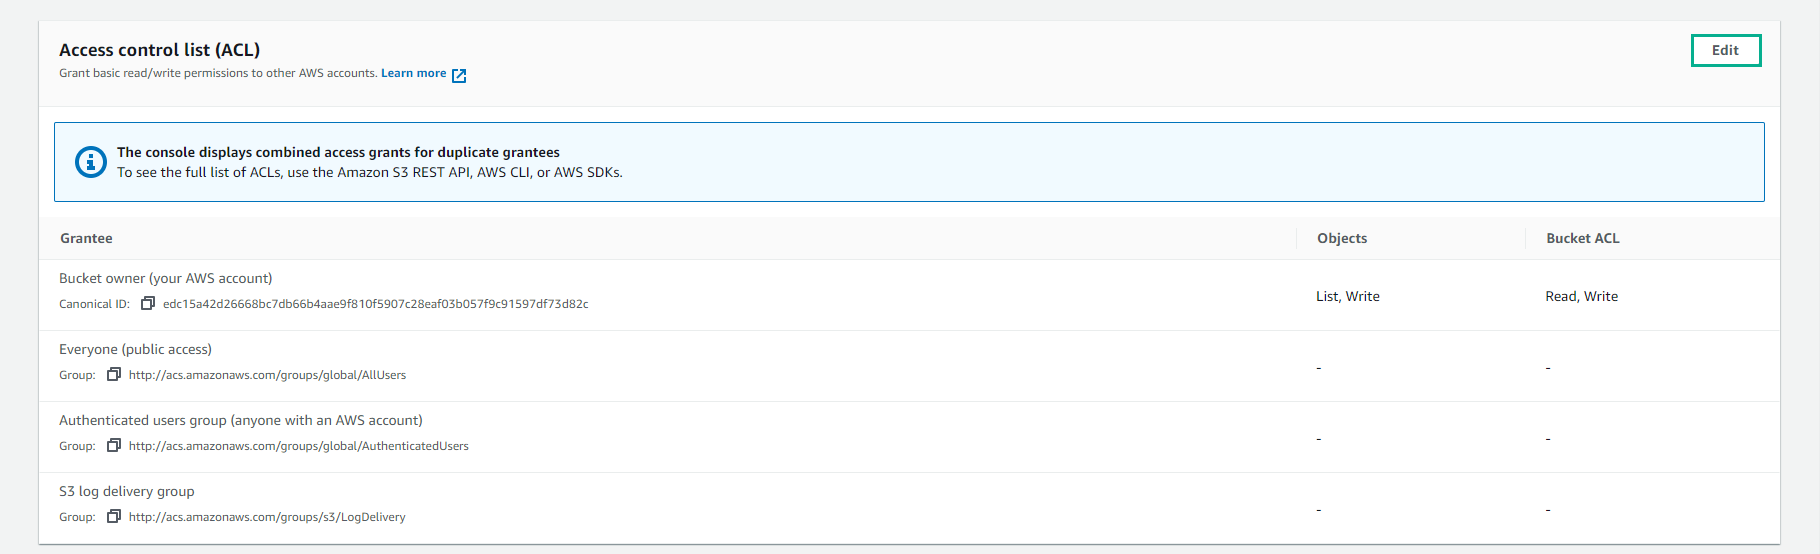 Access control list (ACL)
Edit
Grant basic read/write permissions to other AWS accounts. Learn more
The console displays combined access grants for duplicate grantees
To see the full list of ACLs, use the Amazon S3 REST API, AWS CLI, or AWS SDKs.
Grantee Objects Bucket ACL
Bucket owner (your AWS account)
Canonical ID: edc15a42d26668bc7db66b4aae9f810f5907c28eaf03b057f9c91597df73d82c
List, Write Read, Write
Everyone (public access)
Group: http://acs.amazonaws.com/groups/global/AllUsers
- -
Authenticated users group (anyone with an AWS account)
Group: http://acs.amazonaws.com/groups/global/AuthenticatedUsers
- -
S3 log delivery group
Group: http://acs.amazonaws.com/groups/s3/LogDelivery
- -